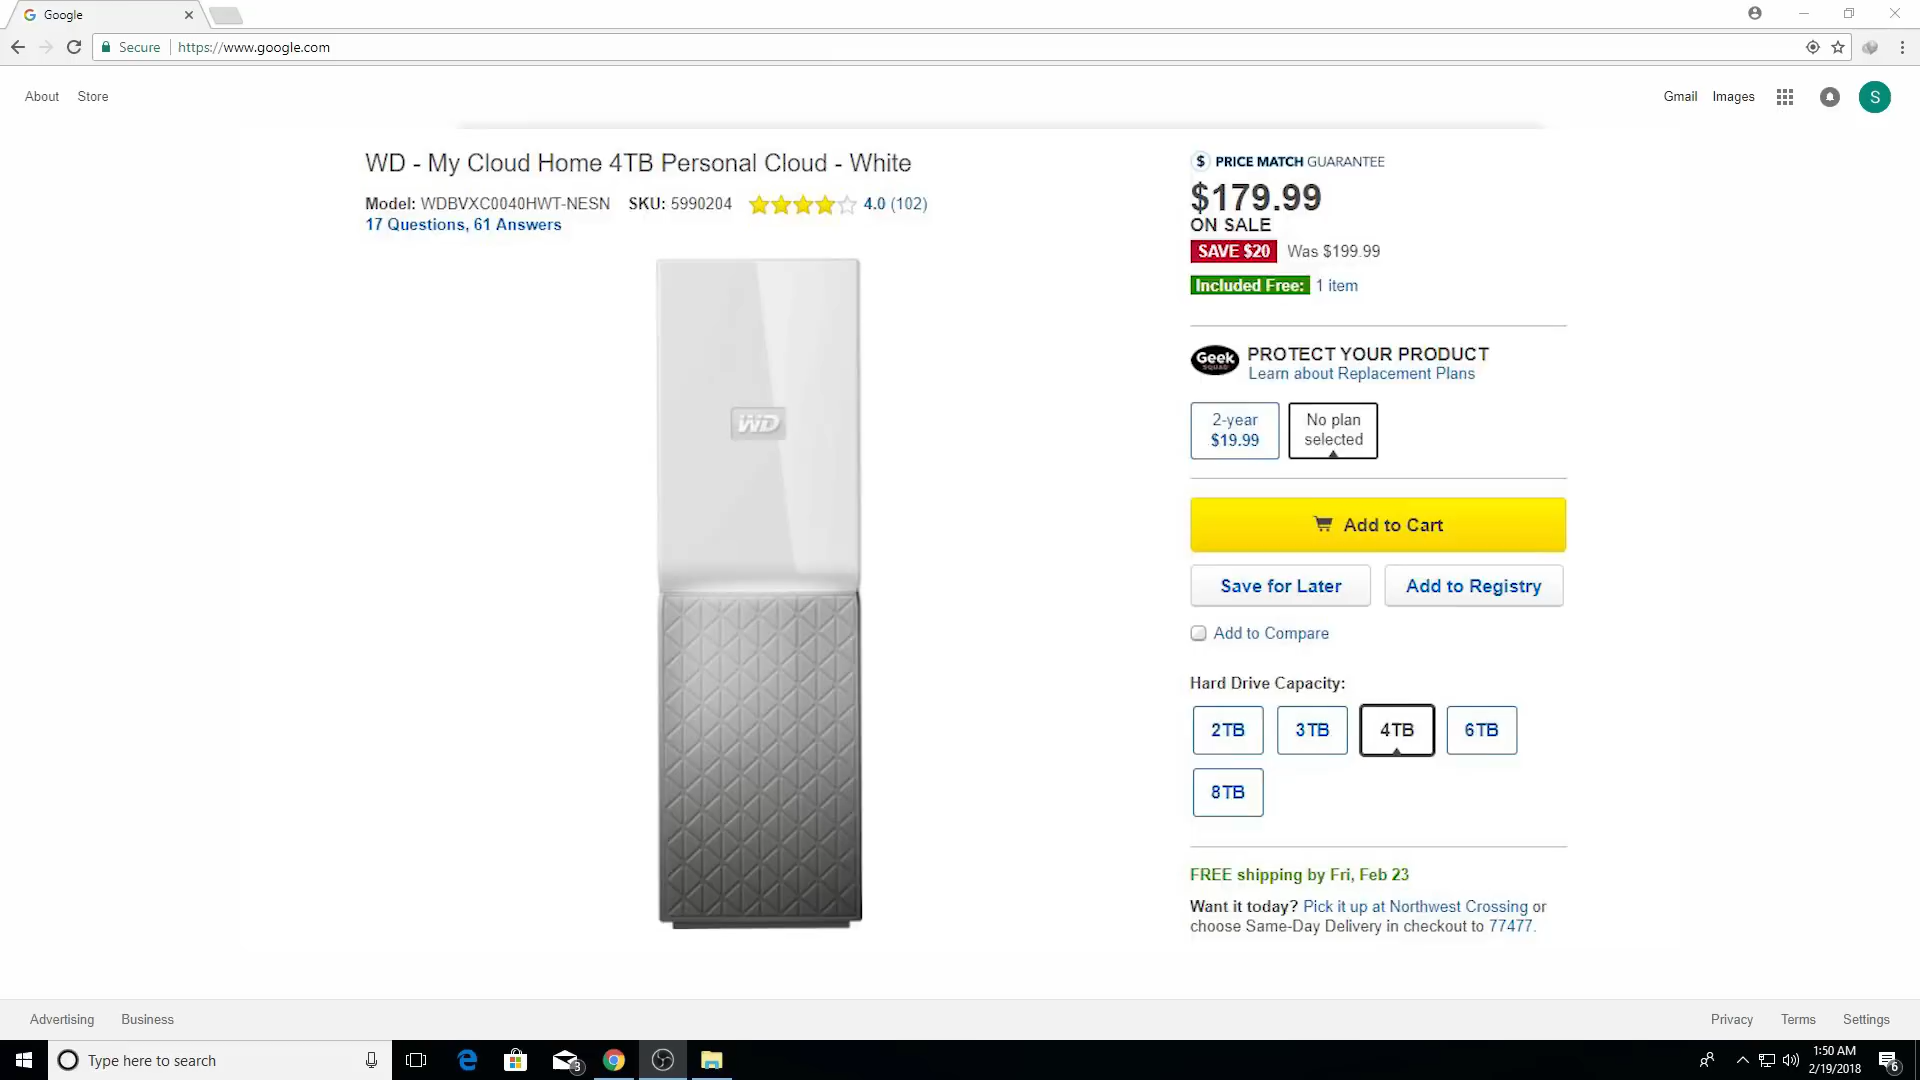 Google
Secure https://www.google.com
About Store
Gmail Images S
WD - My Cloud Home 4TB Personal Cloud - White
Model: WDBVXC0040HWT-NESN SKU: 5990204 4.0 (102)
17 Questions, 61 Answers
WD
$ PRICE MATCH GUARANTEE
$179.99
ON SALE
SAVE $20 Was $199.99
Included Free: 1 item
Geek SQUAD
PROTECT YOUR PRODUCT
Learn about Replacement Plans
2-year
$19.99
No plan
selected
Add to Cart
Save for Later Add to Registry
Add to Compare
Hard Drive Capacity:
2TB 3TB 4TB 6TB
8TB
FREE shipping by Fri, Feb 23
Want it today? Pick it up at Northwest Crossing or
choose Same-Day Delivery in checkout to 77477.
Advertising Business
Privacy Terms Settings
Type here to search
3
1:50 AM
2/19/2018
6